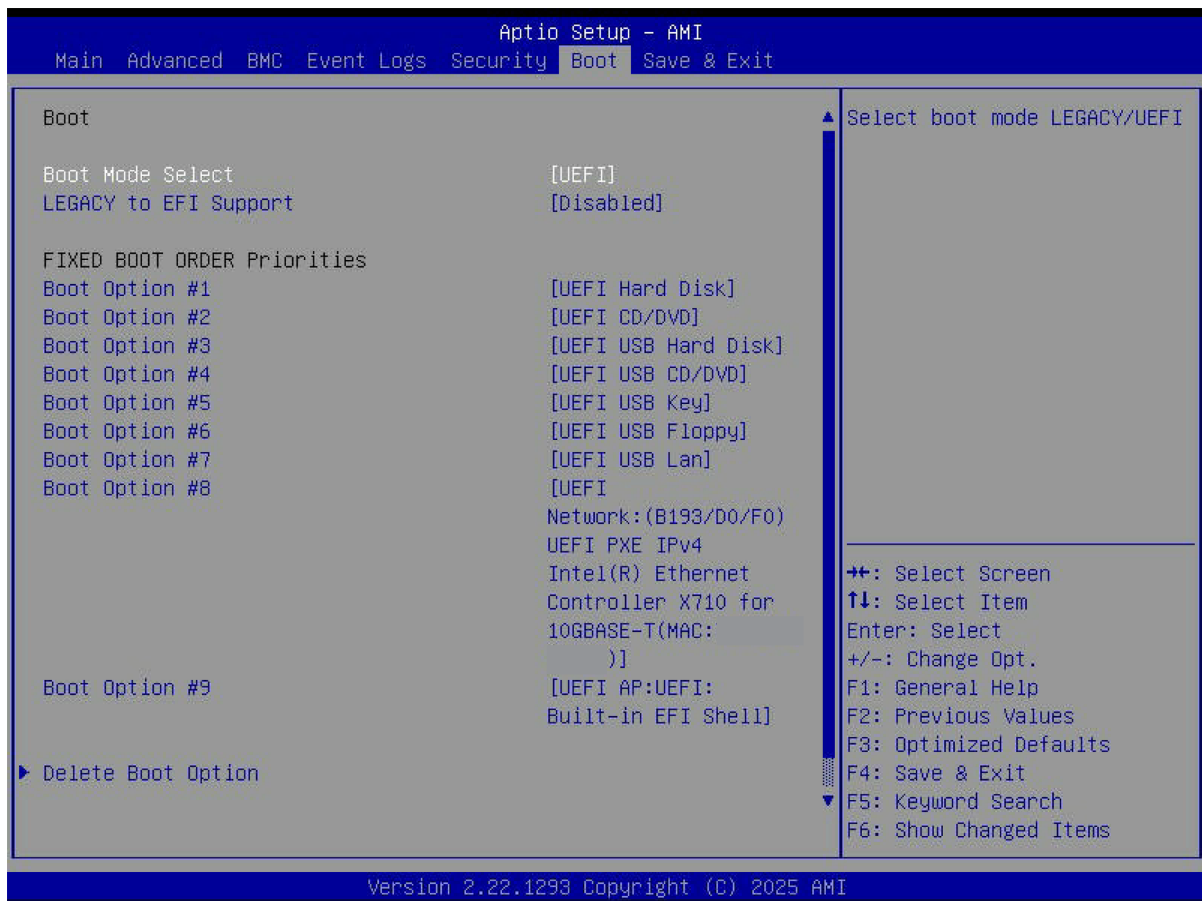 Aptio Setup – AMI
Main Advanced BMC Event Logs Security Boot Save & Exit
Boot
Boot Mode Select [UEFI]
LEGACY to EFI Support [Disabled]
FIXED BOOT ORDER Priorities
Boot Option #1 [UEFI Hard Disk]
Boot Option #2 [UEFI CD/DVD]
Boot Option #3 [UEFI USB Hard Disk]
Boot Option #4 [UEFI USB CD/DVD]
Boot Option #5 [UEFI USB Key]
Boot Option #6 [UEFI USB Floppy]
Boot Option #7 [UEFI USB Lan]
Boot Option #8 [UEFI
Network:(B193/D0/F0)
UEFI PXE IPv4
Intel(R) Ethernet
Controller X710 for
10GBASE-T(MAC:
)]
Boot Option #9 [UEFI AP:UEFI:
Built-in EFI Shell]
Delete Boot Option
Select boot mode LEGACY/UEFI
→←: Select Screen
↑↓: Select Item
Enter: Select
+/-: Change Opt.
F1: General Help
F2: Previous Values
F3: Optimized Defaults
F4: Save & Exit
F5: Keyword Search
F6: Show Changed Items
Version 2.22.1293 Copyright (C) 2025 AMI